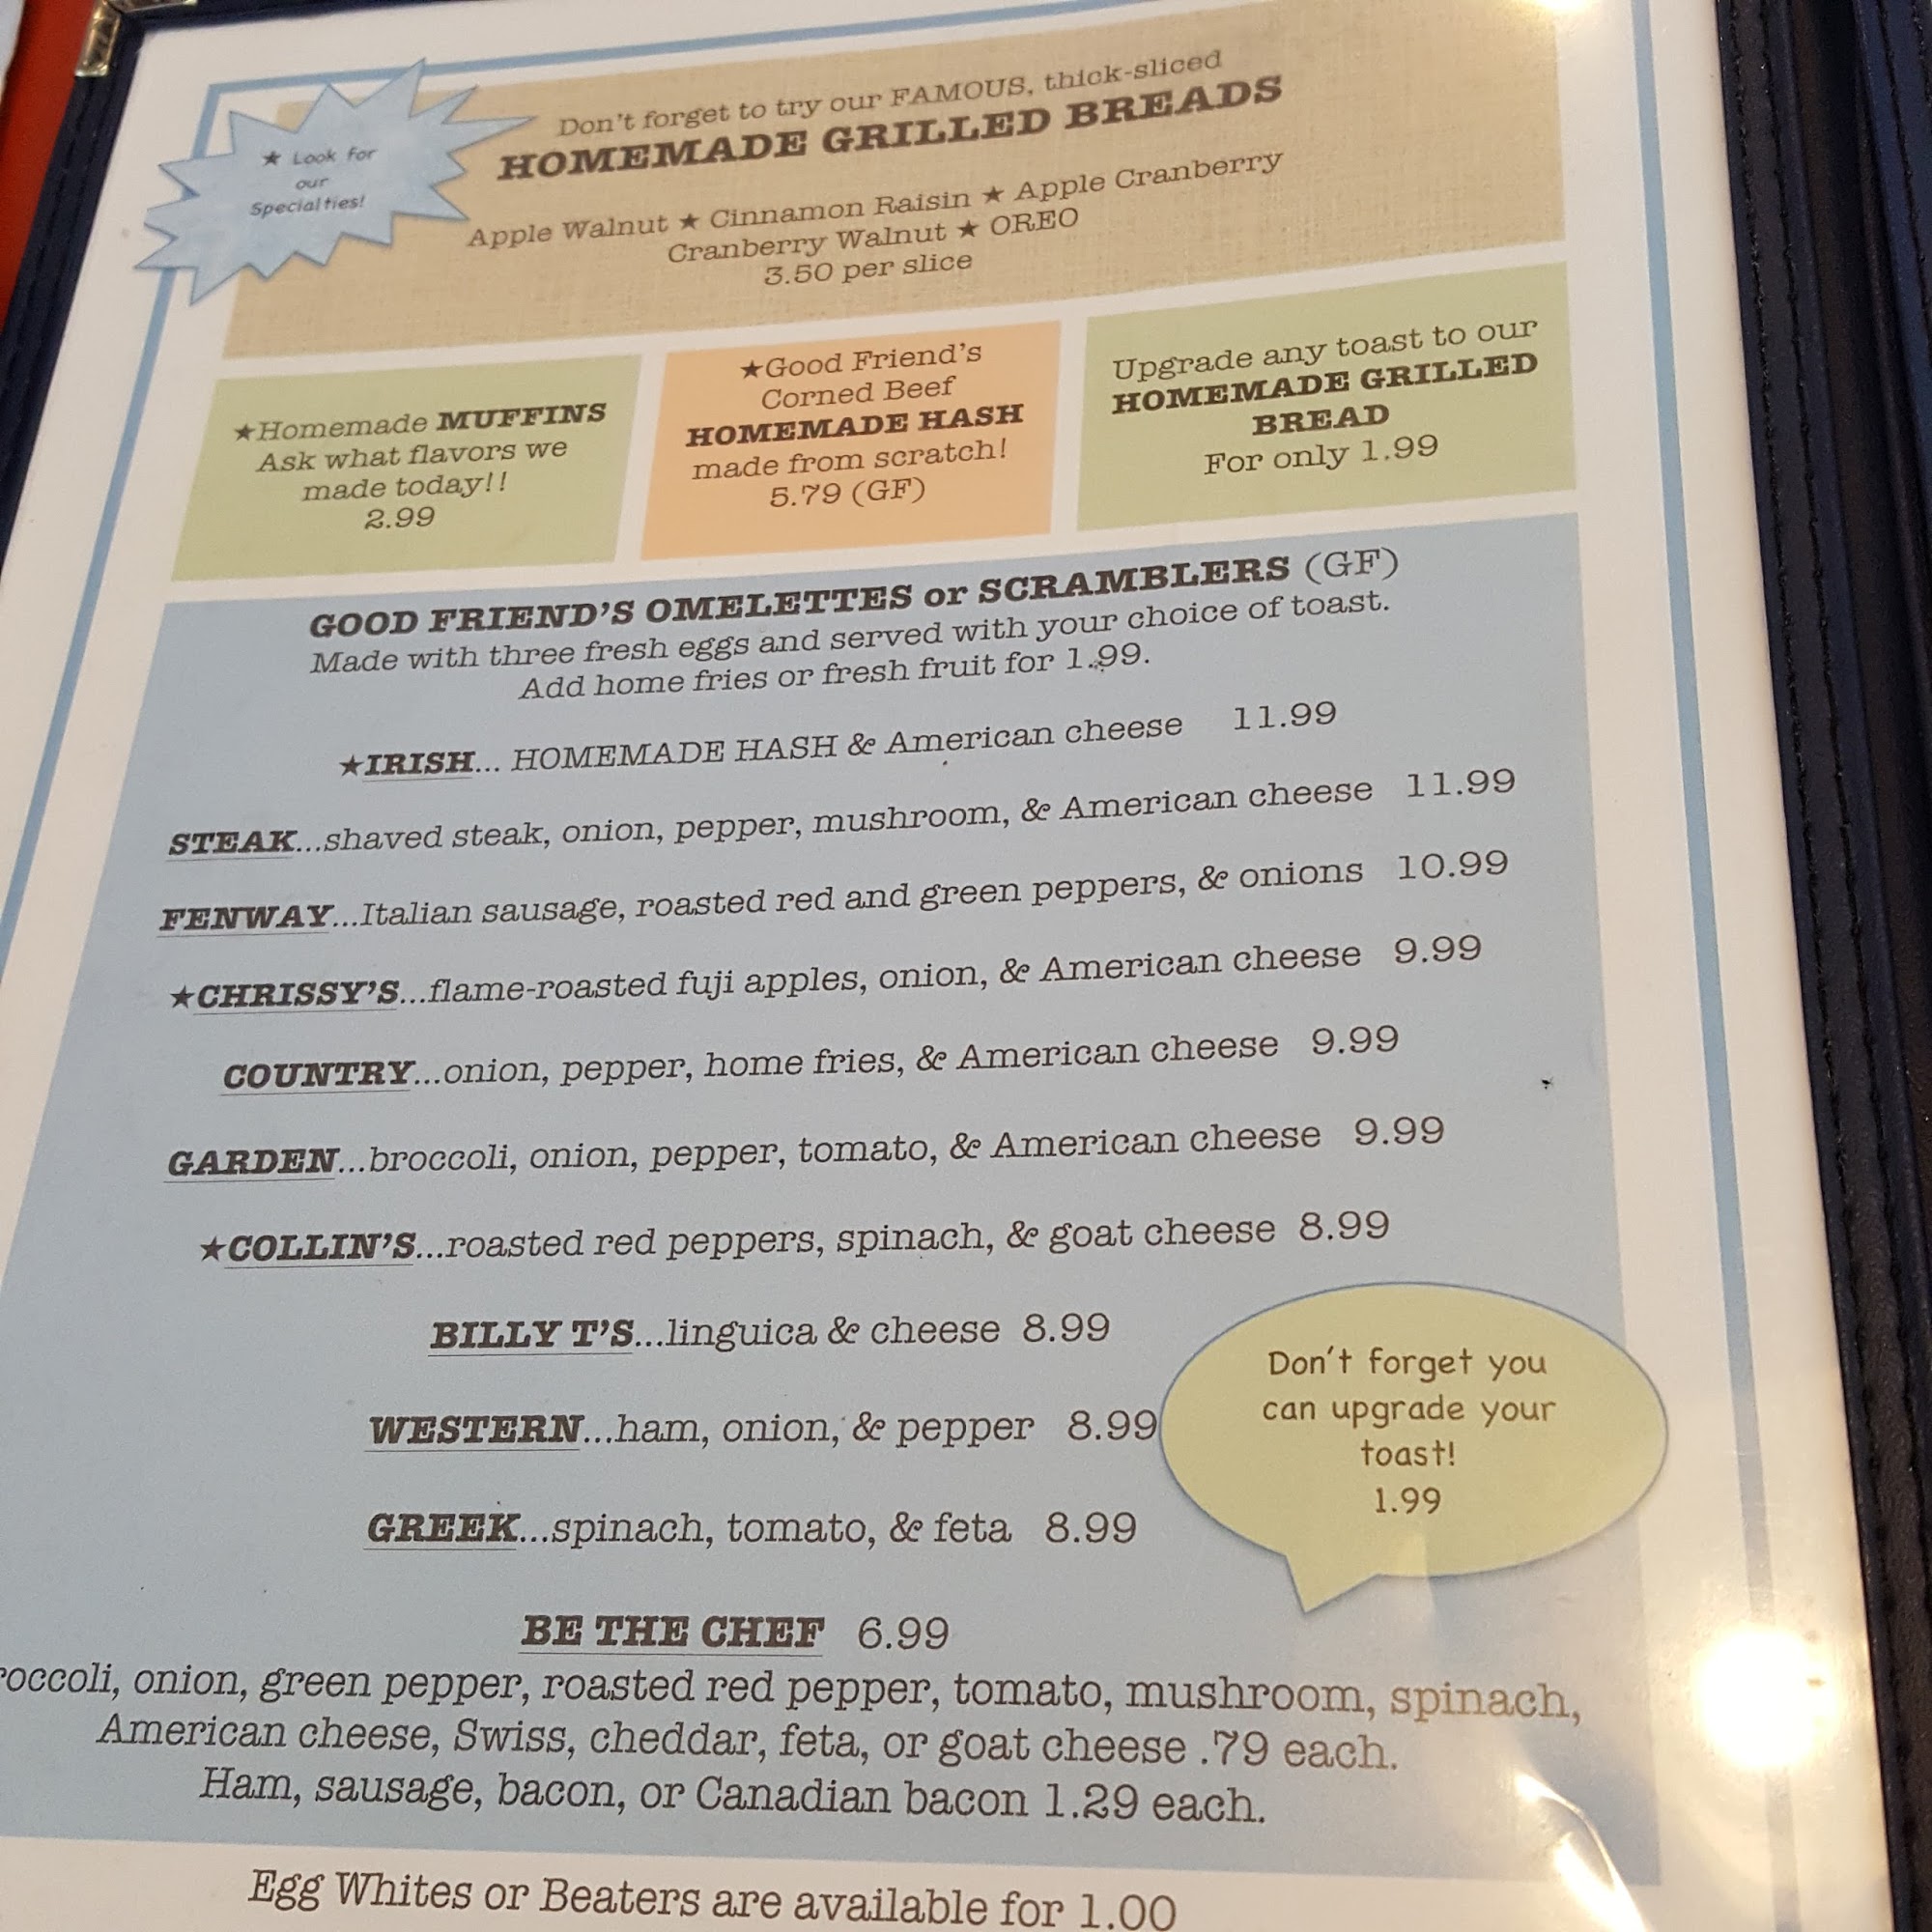 ★ Look for
our
Specialties!
Don't forget to try our FAMOUS, thick-sliced
HOMEMADE GRILLED BREADS
Apple Walnut ★ Cinnamon Raisin ★ Apple Cranberry
Cranberry Walnut ★ OREO
3.50 per slice
★Homemade MUFFINS
Ask what flavors we
made today!!
2.99
★Good Friend's
Corned Beef
HOMEMADE HASH
made from scratch!
5.79 (GF)
Upgrade any toast to our
HOMEMADE GRILLED
BREAD
For only 1.99
GOOD FRIEND'S OMELETTES or SCRAMBLERS (GF)
Made with three fresh eggs and served with your choice of toast.
Add home fries or fresh fruit for 1.99.
★IRISH... HOMEMADE HASH & American cheese 11.99
STEAK...shaved steak, onion, pepper, mushroom, & American cheese 11.99
FENWAY...Italian sausage, roasted red and green peppers, & onions 10.99
★CHRISSY'S...flame-roasted fuji apples, onion, & American cheese 9.99
COUNTRY...onion, pepper, home fries, & American cheese 9.99
GARDEN...broccoli, onion, pepper, tomato, & American cheese 9.99
★COLLIN'S...roasted red peppers, spinach, & goat cheese 8.99
BILLY T'S...linguica & cheese 8.99
WESTERN...ham, onion, & pepper 8.99
GREEK...spinach, tomato, & feta 8.99
Don't forget you
can upgrade your
toast!
1.99
BE THE CHEF 6.99
roccoli, onion, green pepper, roasted red pepper, tomato, mushroom, spinach,
American cheese, Swiss, cheddar, feta, or goat cheese .79 each.
Ham, sausage, bacon, or Canadian bacon 1.29 each.
Egg Whites or Beaters are available for 1.00